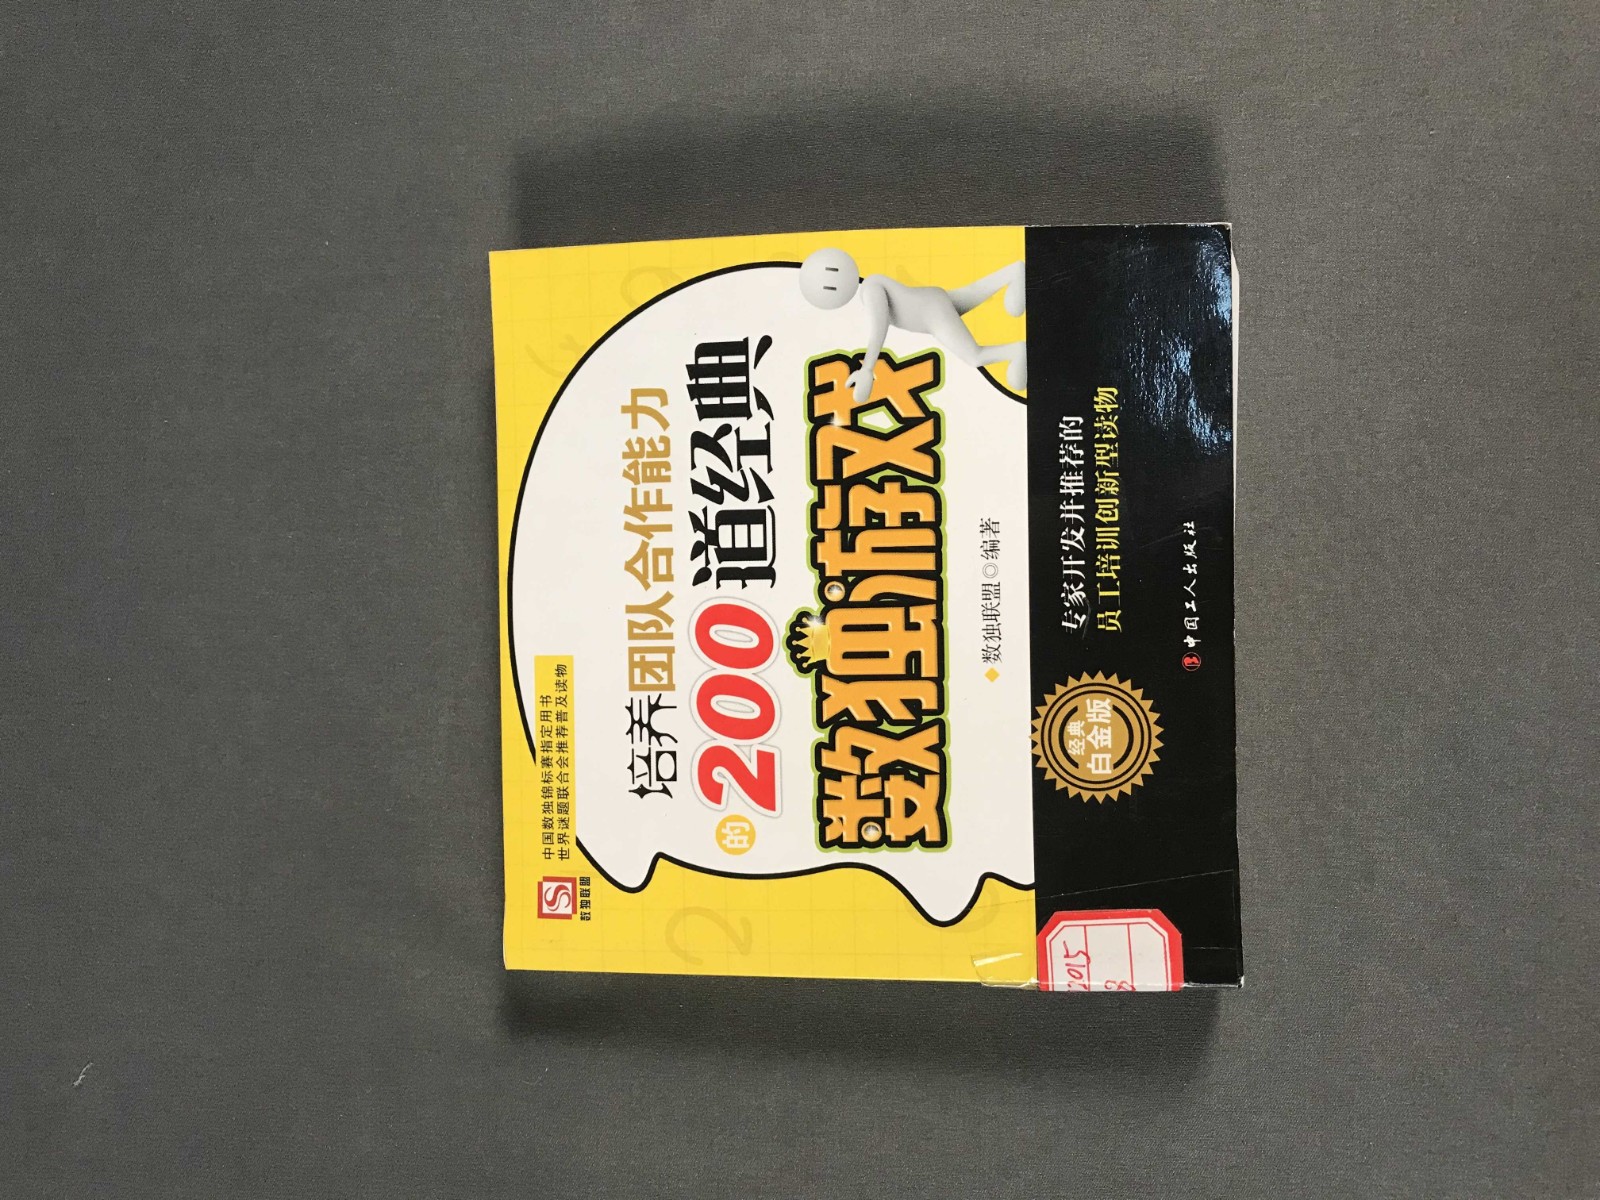 中国数独锦标赛指定用书
世界谜题联合会推荐普及读物
数独联盟
培养团队合作能力
的200道经典
数独游戏
数独联盟◎编著
经典
白金版
专家开发并推荐的
员工培训创新型读物
中国工人出版社
2015
8